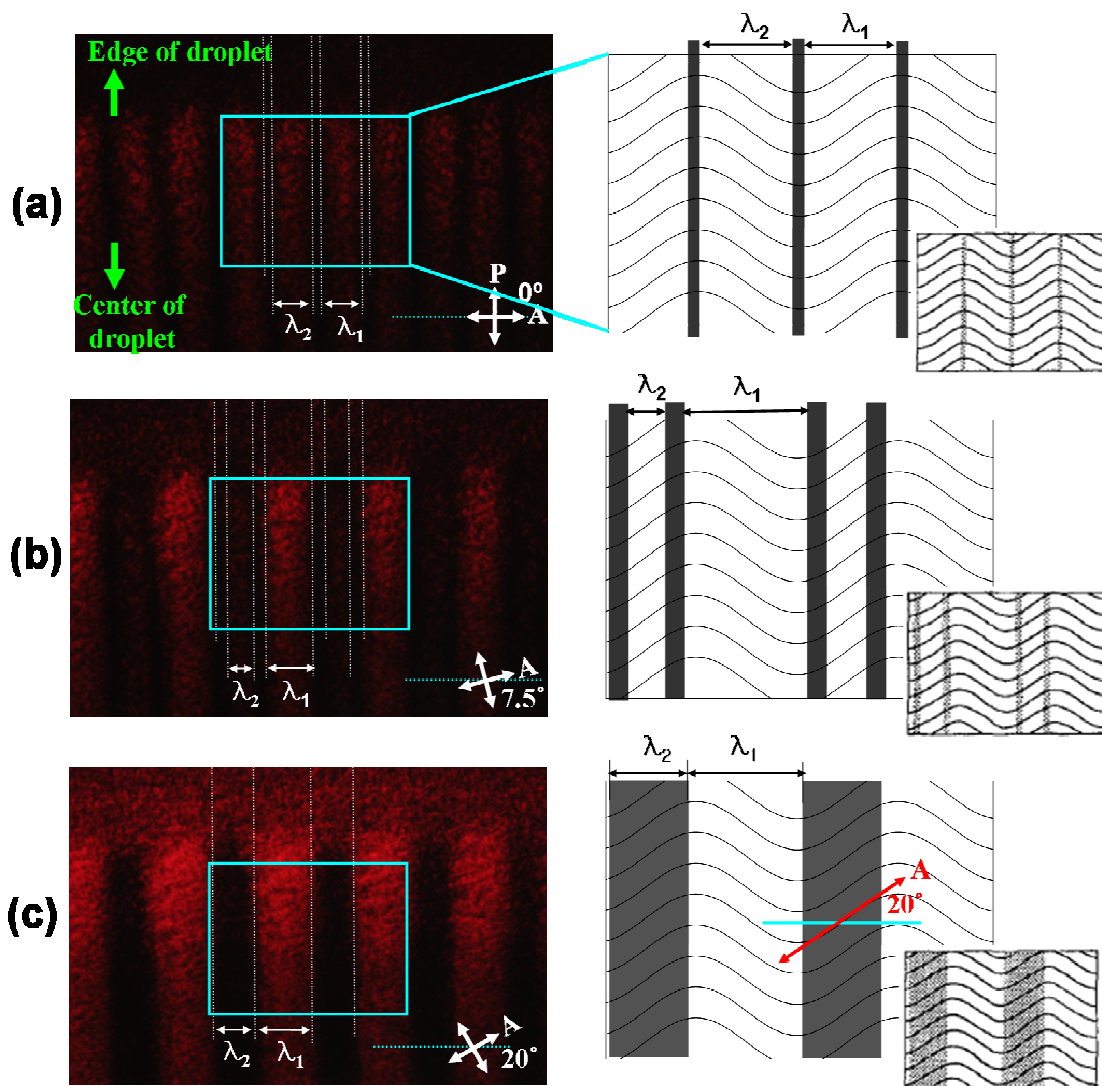 (a)
Edge of droplet
Center of
droplet
λ₂
λ₁
P
0°
A
λ₂
λ₁
(b)
λ₂
λ₁
A
7.5°
λ₂
λ₁
(c)
λ₂
λ₁
A
20°
λ₂
λ₁
A
20°